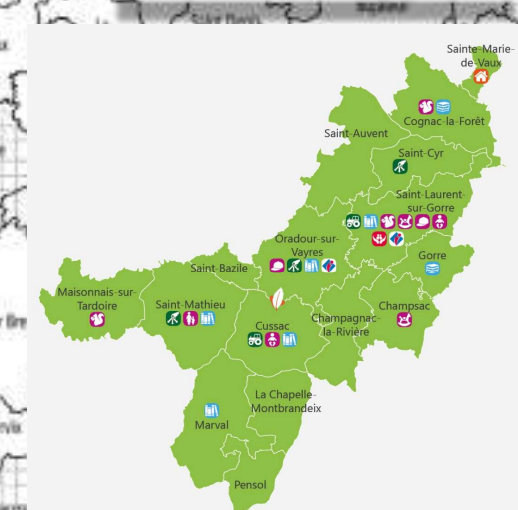 Sainte-Marie-
de-Vaux
Cognac-la-Forêt
Saint-Auvent
Saint-Cyr
Saint-Laurent-
sur-Gorre
Oradour-sur-
Vayres
Gorre
Saint-Bazile
Maisonnais-sur-
Tardoire
Saint-Mathieu
Champsac
Cussac
Champagnac-
la-Rivière
La Chapelle-
Montbrandeix
Marval
Pensol